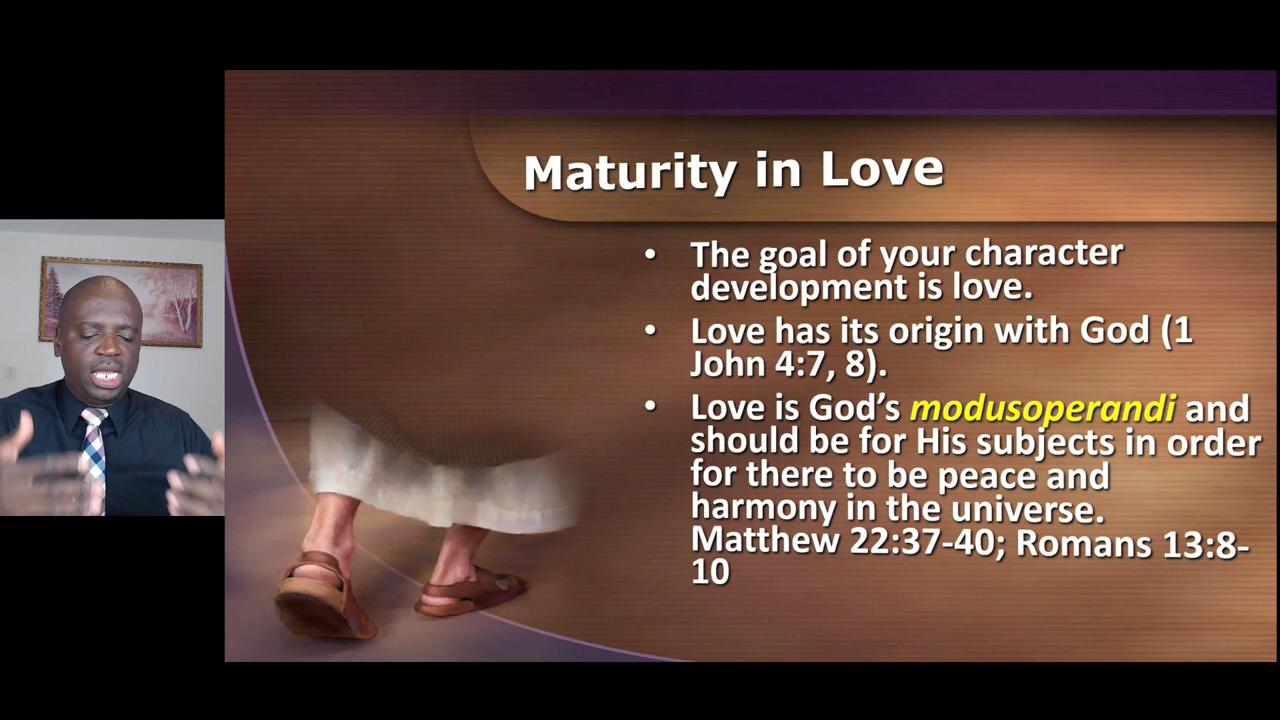 Maturity in Love
• The goal of your character
development is love.
• Love has its origin with God (1
John 4:7, 8).
• Love is God’s modusoperandi and
should be for His subjects in order
for there to be peace and
harmony in the universe.
Matthew 22:37-40; Romans 13:8-
10